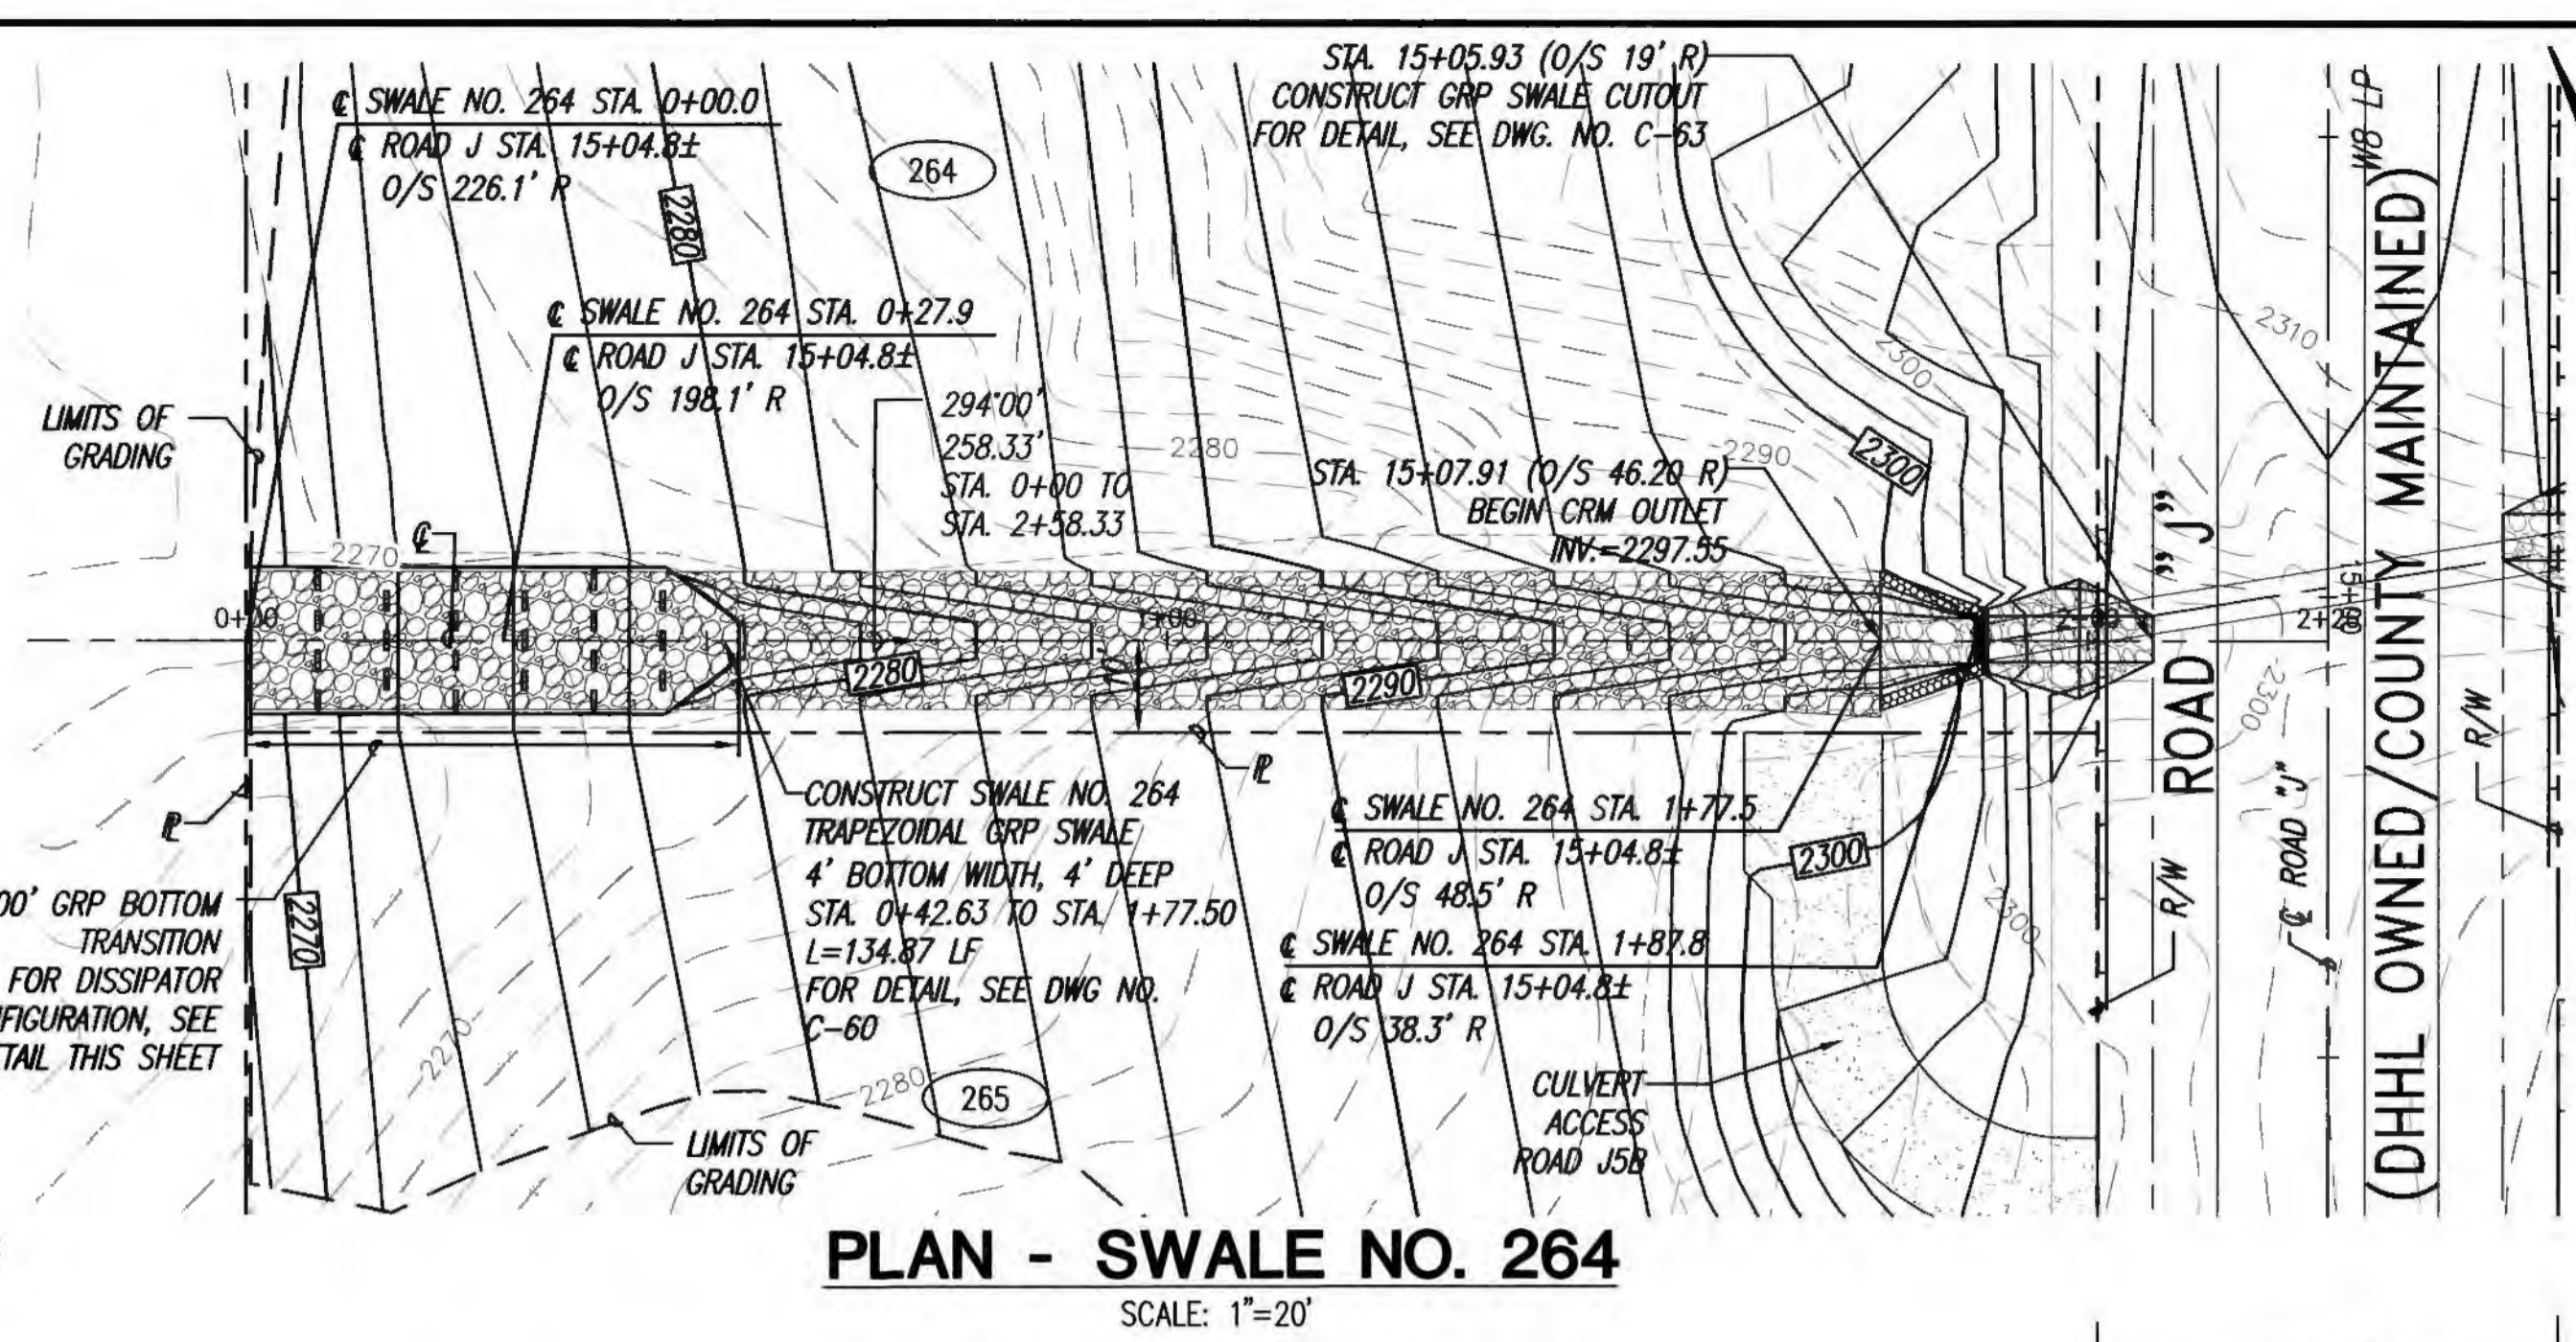 ℄ SWALE NO. 264 STA. 0+00.0
℄ ROAD J STA. 15+04.8±
O/S 226.1' R
264
STA. 15+05.93 (O/S 19' R)
CONSTRUCT GRP SWALE CUTOUT
FOR DETAIL, SEE DWG. NO. C-63
W8 LP
2280
℄ SWALE NO. 264 STA. 0+27.9
℄ ROAD J STA. 15+04.8±
O/S 198.1' R
2310
2300
LIMITS OF
GRADING
294°00'
258.33'
STA. 0+00 TO
STA. 2+58.33
2280
2290
2300
STA. 15+07.91 (O/S 46.20 R)
BEGIN CRM OUTLET
INV.=2297.55
2270
℄
0+00
1+00
2+00
2+20
15+00
2280
10'
2290
ROAD "J"
(DHHL OWNED/COUNTY MAINTAINED)
℄ ROAD "J"
2300
R/W
R/W
℄
℄
℄
CONSTRUCT SWALE NO. 264
TRAPEZOIDAL GRP SWALE
4' BOTTOM WIDTH, 4' DEEP
STA. 0+42.63 TO STA. 1+77.50
L=134.87 LF
FOR DETAIL, SEE DWG NO.
C-60
℄ SWALE NO. 264 STA. 1+77.5
℄ ROAD J STA. 15+04.8±
O/S 48.5' R
2300
℄ SWALE NO. 264 STA. 1+87.8
℄ ROAD J STA. 15+04.8±
O/S 38.3' R
2300
00' GRP BOTTOM
TRANSITION
FOR DISSIPATOR
FIGURATION, SEE
TAIL THIS SHEET
2270
2270
2280
265
LIMITS OF
GRADING
CULVERT
ACCESS
ROAD J5B
PLAN - SWALE NO. 264
SCALE: 1"=20'